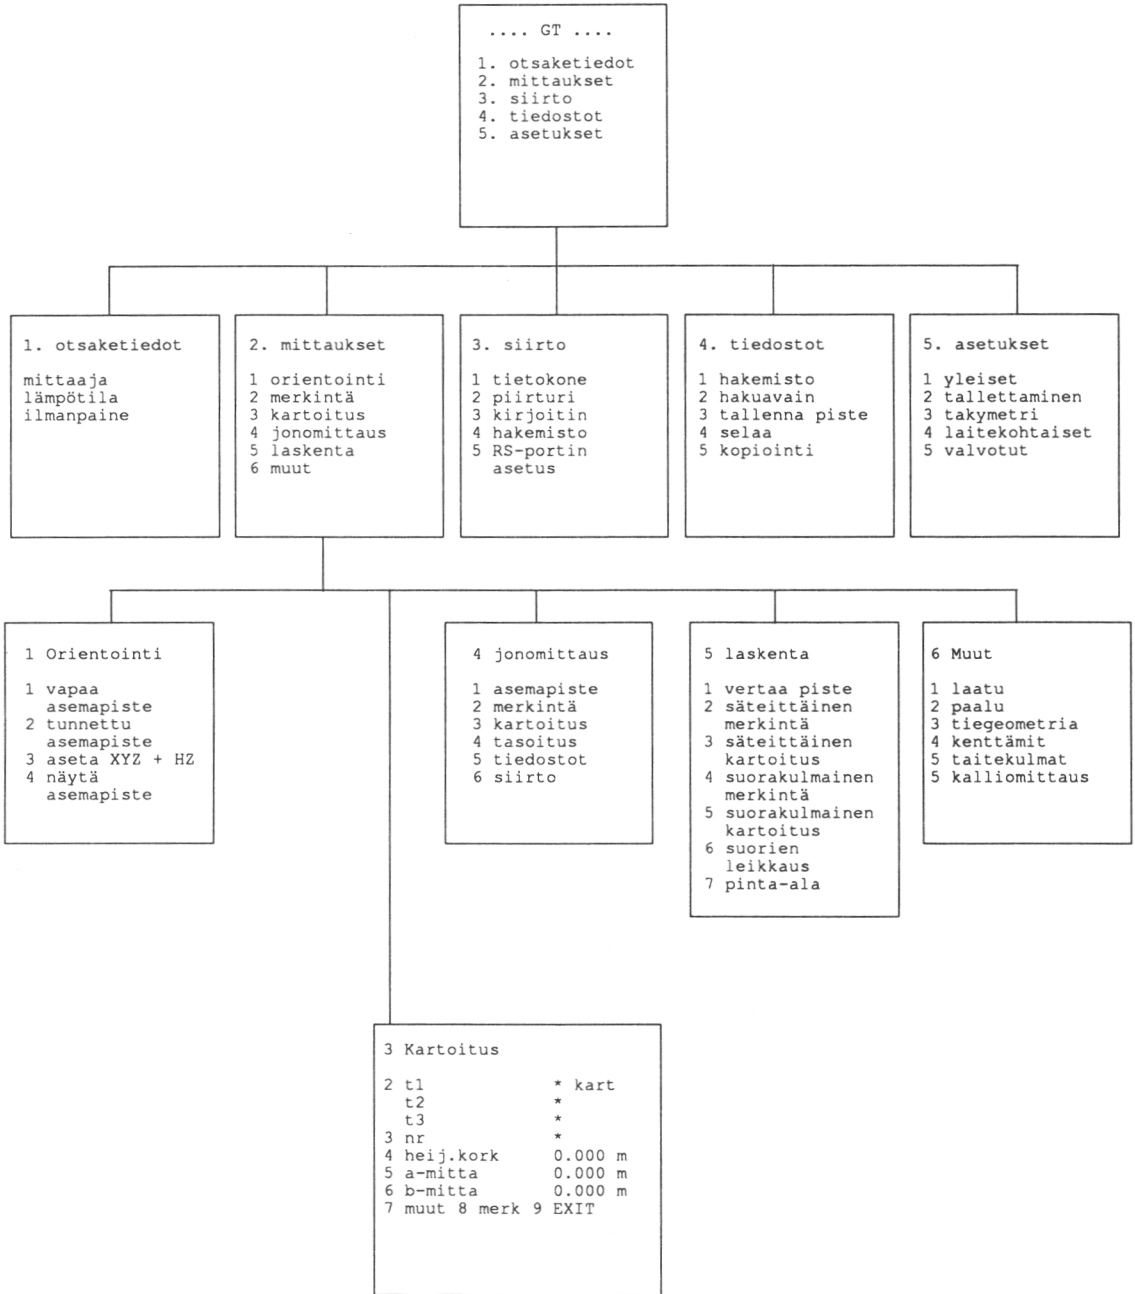 .... GT ....
1. otsaketiedot
2. mittaukset
3. siirto
4. tiedostot
5. asetukset
1. otsaketiedot
mittaaja
lämpötila
ilmanpaine
2. mittaukset
1 orientointi
2 merkintä
3 kartoitus
4 jonomittaus
5 laskenta
6 muut
3. siirto
1 tietokone
2 piirturi
3 kirjoitin
4 hakemisto
5 RS-portin
asetus
4. tiedostot
1 hakemisto
2 hakuavain
3 tallenna piste
4 selaa
5 kopiointi
5. asetukset
1 yleiset
2 tallettaminen
3 takymetri
4 laitekohtaiset
5 valvotut
1 Orientointi
1 vapaa
asemapiste
2 tunnettu
asemapiste
3 aseta XYZ + HZ
4 näytä
asemapiste
4 jonomittaus
1 asemapiste
2 merkintä
3 kartoitus
4 tasoitus
5 tiedostot
6 siirto
5 laskenta
1 vertaa piste
2 säteittäinen
merkintä
3 säteittäinen
kartoitus
4 suorakulmainen
merkintä
5 suorakulmainen
kartoitus
6 suorien
leikkaus
7 pinta-ala
6 Muut
1 laatu
2 paalu
3 tiegeometria
4 kenttämit
5 taitekulmat
5 kalliomittaus
3 Kartoitus
2 t1 * kart
t2 *
t3 *
3 nr *
4 heij.kork 0.000 m
5 a-mitta 0.000 m
6 b-mitta 0.000 m
7 muut 8 merk 9 EXIT